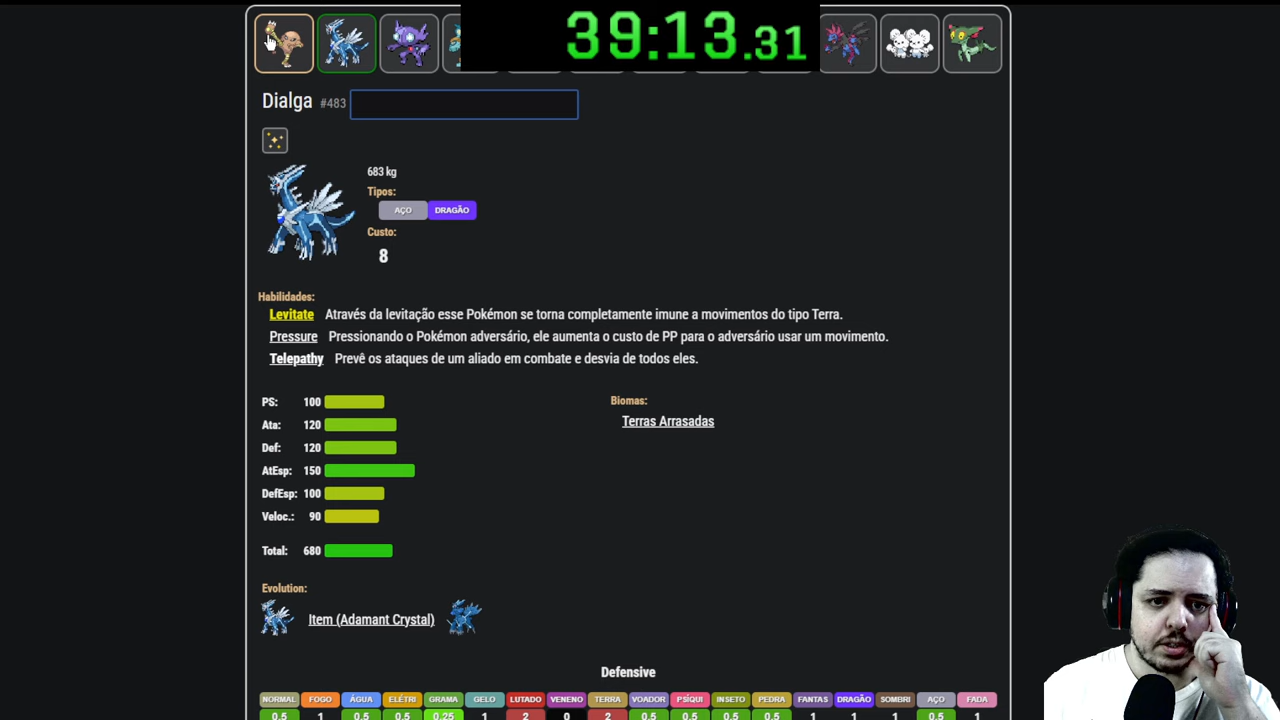 39:13.31
Dialga #483
683 kg
Tipos:
AÇO DRAGÃO
Custo:
8
Habilidades:
Levitate Através da levitação esse Pokémon se torna completamente imune a movimentos do tipo Terra.
Pressure Pressionando o Pokémon adversário, ele aumenta o custo de PP para o adversário usar um movimento.
Telepathy Prevê os ataques de um aliado em combate e desvia de todos eles.
PS: 100
Ata: 120
Def: 120
AtEsp: 150
DefEsp: 100
Veloc.: 90
Total: 680
Biomas:
Terras Arrasadas
Evolution:
Item (Adamant Crystal)
Defensive
NORMAL FOGO ÁGUA ELÉTRI GRAMA GELO LUTADO VENENO TERRA VOADOR PSÍQUI INSETO PEDRA FANTAS DRAGÃO SOMBRI AÇO FADA
0.5 1 0.5 0.5 0.25 1 2 0 2 0.5 0.5 0.5 0.5 1 1 1 0.5 1